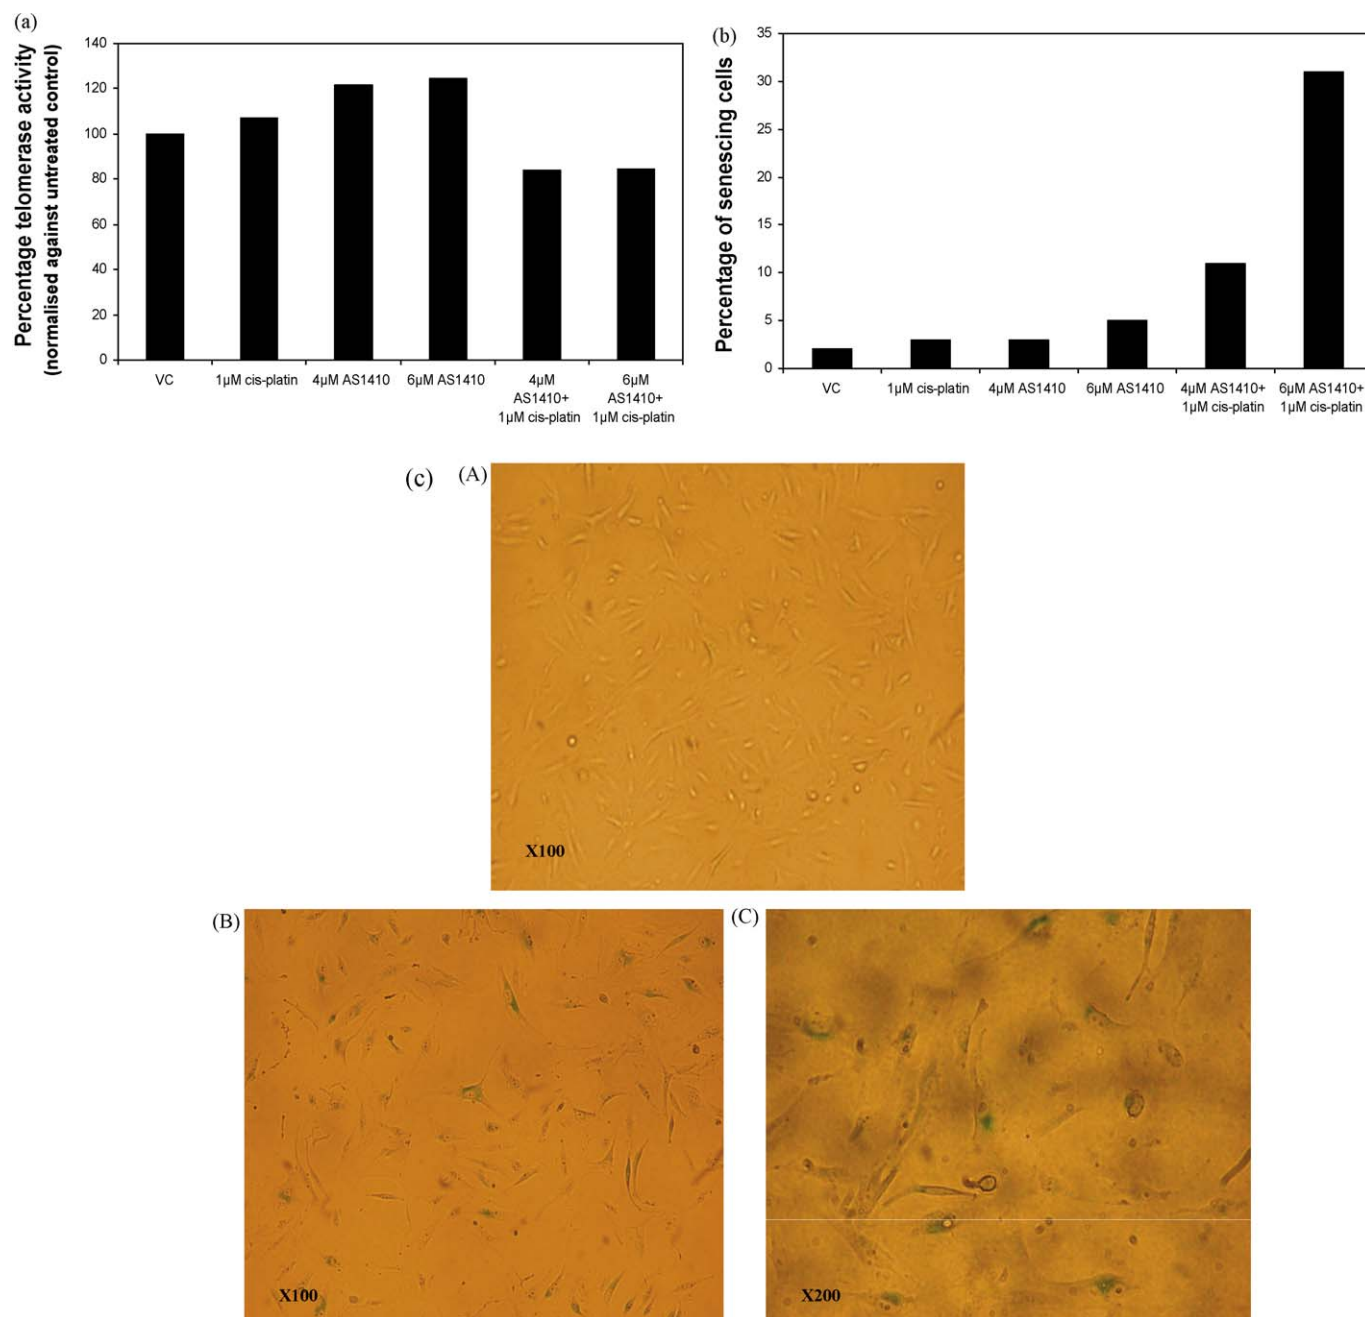 (a)
Percentage telomerase activity
(normalised against untreated control)
140
120
100
80
60
40
20
0
VC
1µM cis-platin
4µM AS1410
6µM AS1410
4µM
AS1410+
1µM cis-platin
6µM
AS1410+
1µM cis-platin
(b)
Percentage of senescing cells
35
30
25
20
15
10
5
0
VC
1µM cis-platin
4µM AS1410
6µM AS1410
4µM AS1410+
1µM cis-platin
6µM AS1410+
1µM cis-platin
(c)
(A)
X100
(B)
X100
(C)
X200